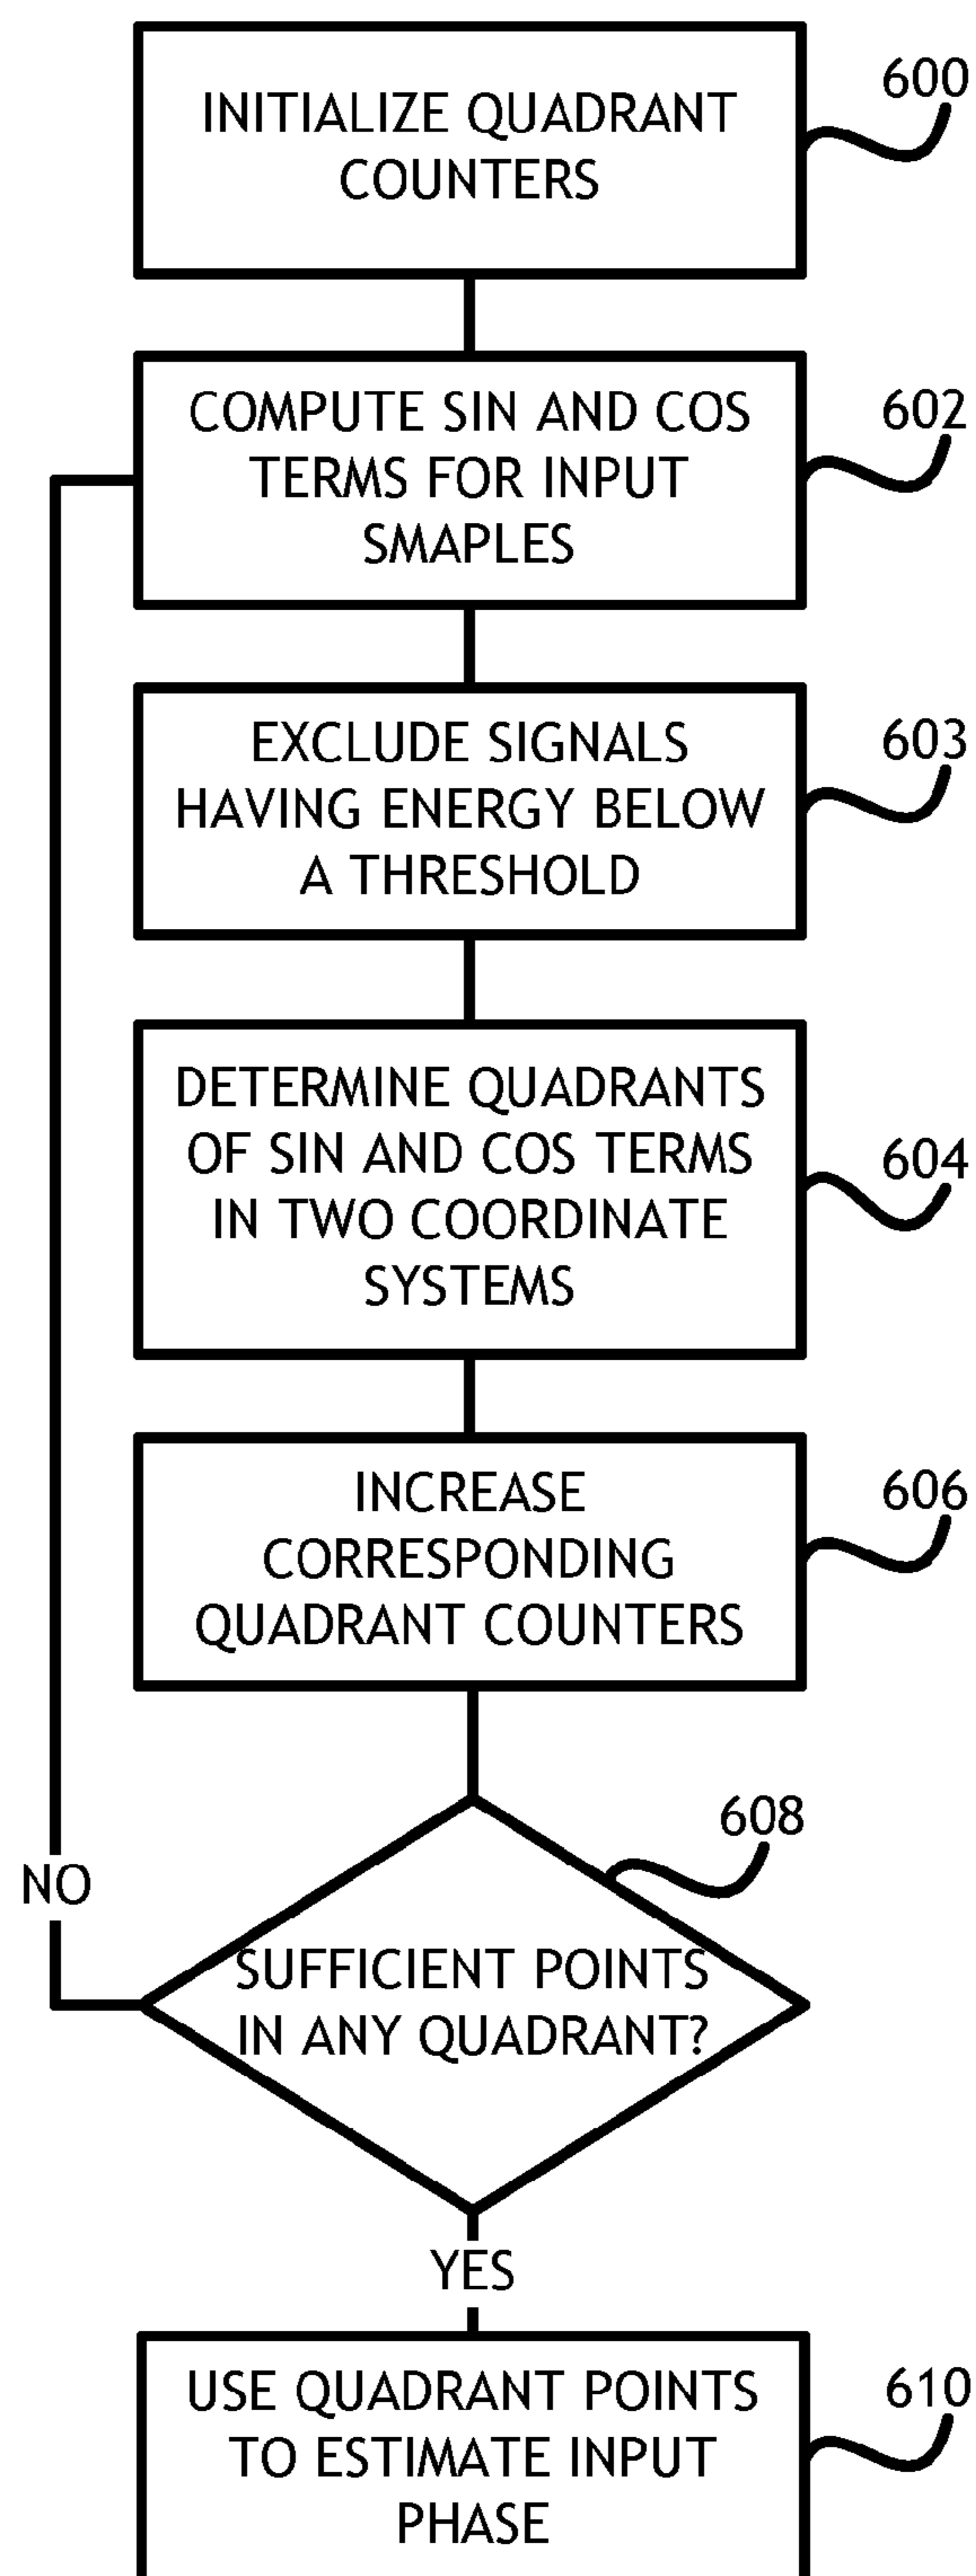 INITIALIZE QUADRANT
COUNTERS
600
COMPUTE SIN AND COS
TERMS FOR INPUT
SMAPLES
602
EXCLUDE SIGNALS
HAVING ENERGY BELOW
A THRESHOLD
603
DETERMINE QUADRANTS
OF SIN AND COS TERMS
IN TWO COORDINATE
SYSTEMS
604
INCREASE
CORRESPONDING
QUADRANT COUNTERS
606
608
NO
SUFFICIENT POINTS
IN ANY QUADRANT?
YES
USE QUADRANT POINTS
TO ESTIMATE INPUT
PHASE
610